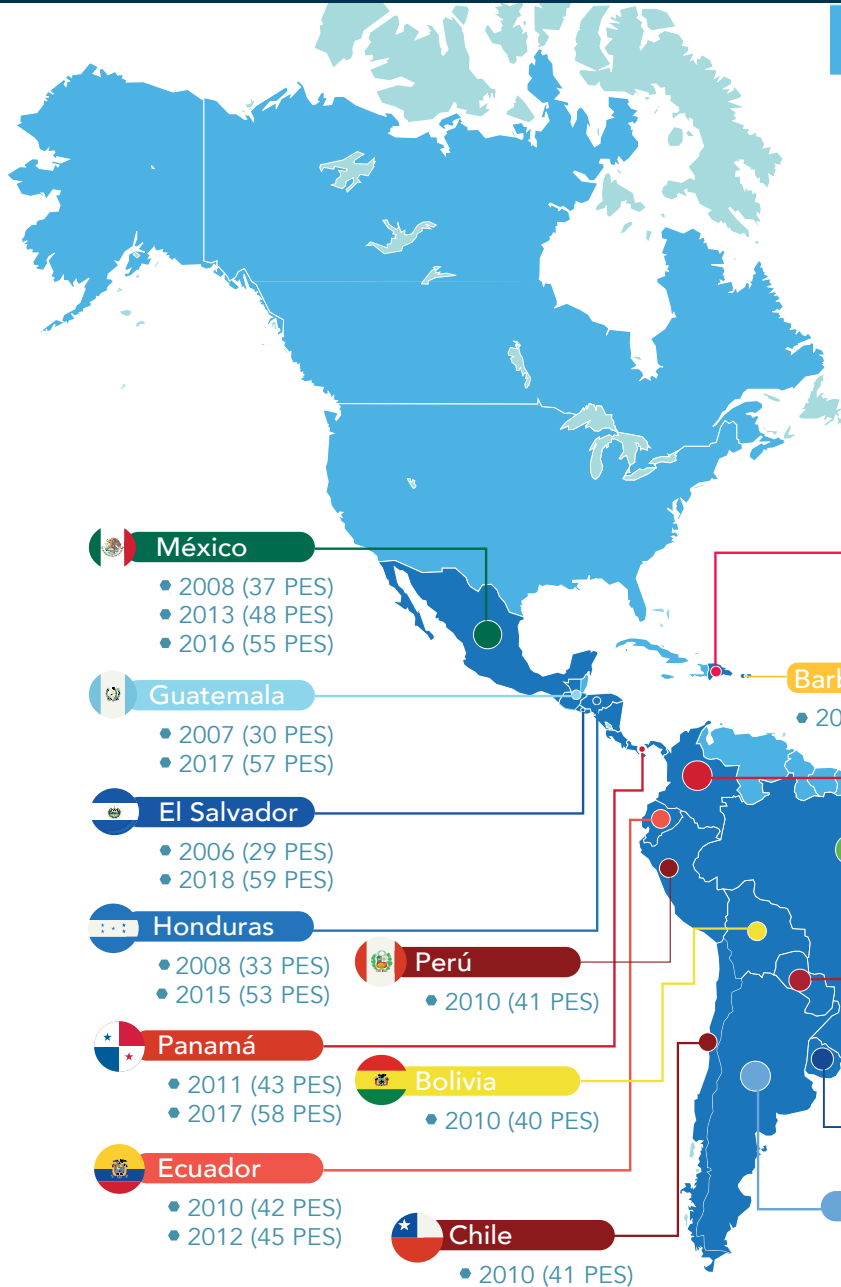 México
2008 (37 PES)
2013 (48 PES)
2016 (55 PES)
Guatemala
2007 (30 PES)
2017 (57 PES)
El Salvador
2006 (29 PES)
2018 (59 PES)
Honduras
2008 (33 PES)
2015 (53 PES)
Panamá
2011 (43 PES)
2017 (58 PES)
Ecuador
2010 (42 PES)
2012 (45 PES)
Perú
2010 (41 PES)
Bolivia
2010 (40 PES)
Chile
2010 (41 PES)
Barb
20